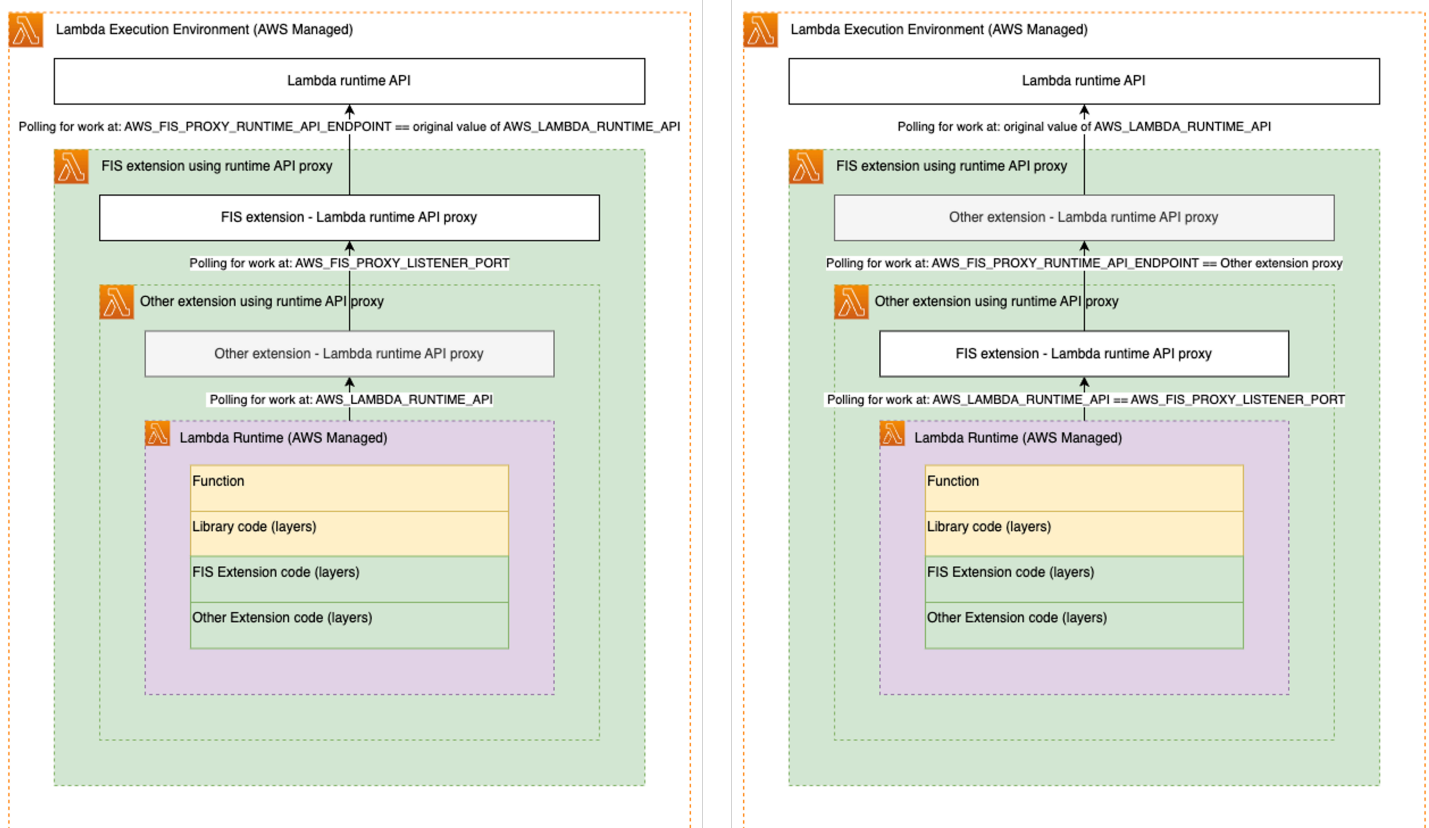 Lambda Execution Environment (AWS Managed)
Lambda runtime API
Polling for work at: AWS_FIS_PROXY_RUNTIME_API_ENDPOINT == original value of AWS_LAMBDA_RUNTIME_API
FIS extension using runtime API proxy
FIS extension - Lambda runtime API proxy
Polling for work at: AWS_FIS_PROXY_LISTENER_PORT
Other extension using runtime API proxy
Other extension - Lambda runtime API proxy
Polling for work at: AWS_LAMBDA_RUNTIME_API
Lambda Runtime (AWS Managed)
Function
Library code (layers)
FIS Extension code (layers)
Other Extension code (layers)
Lambda Execution Environment (AWS Managed)
Lambda runtime API
Polling for work at: original value of AWS_LAMBDA_RUNTIME_API
FIS extension using runtime API proxy
Other extension - Lambda runtime API proxy
Polling for work at: AWS_FIS_PROXY_RUNTIME_API_ENDPOINT == Other extension proxy
Other extension using runtime API proxy
FIS extension - Lambda runtime API proxy
Polling for work at: AWS_LAMBDA_RUNTIME_API == AWS_FIS_PROXY_LISTENER_PORT
Lambda Runtime (AWS Managed)
Function
Library code (layers)
FIS Extension code (layers)
Other Extension code (layers)